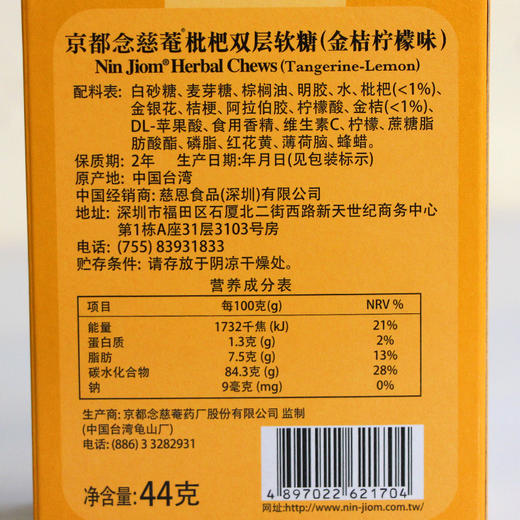 京都念慈菴®枇杷双层软糖(金桔柠檬味)
Nin Jiom® Herbal Chews (Tangerine-Lemon)
配料表: 白砂糖、麦芽糖、棕榈油、明胶、水、枇杷(<1%)、
金银花、桔梗、阿拉伯胶、柠檬酸、金桔(<1%)、
DL-苹果酸、食用香精、维生素C、柠檬、蔗糖脂
肪酸酯、磷脂、红花黄、薄荷脑、蜂蜡。
保质期: 2年 生产日期:年月日(见包装标示)
原产地: 中国台湾
中国经销商: 慈恩食品(深圳)有限公司
地址: 深圳市福田区石厦北二街西路新天世纪商务中心
第1栋A座31层3103号房
电话: (755) 83931833
贮存条件: 请存放于阴凉干燥处。
营养成分表
项目 每100克(g) NRV %
能量 1732千焦 (kJ) 21%
蛋白质 1.3克 (g) 2%
脂肪 7.5克 (g) 13%
碳水化合物 84.3克 (g) 28%
钠 9毫克 (mg) 0%
生产商: 京都念慈菴药厂股份有限公司 监制
(中国台湾龟山厂)
电话: (886) 3 3282931
净含量: 44克
4 897022 621704
网址:http://www.nin-jiom.com.tw/